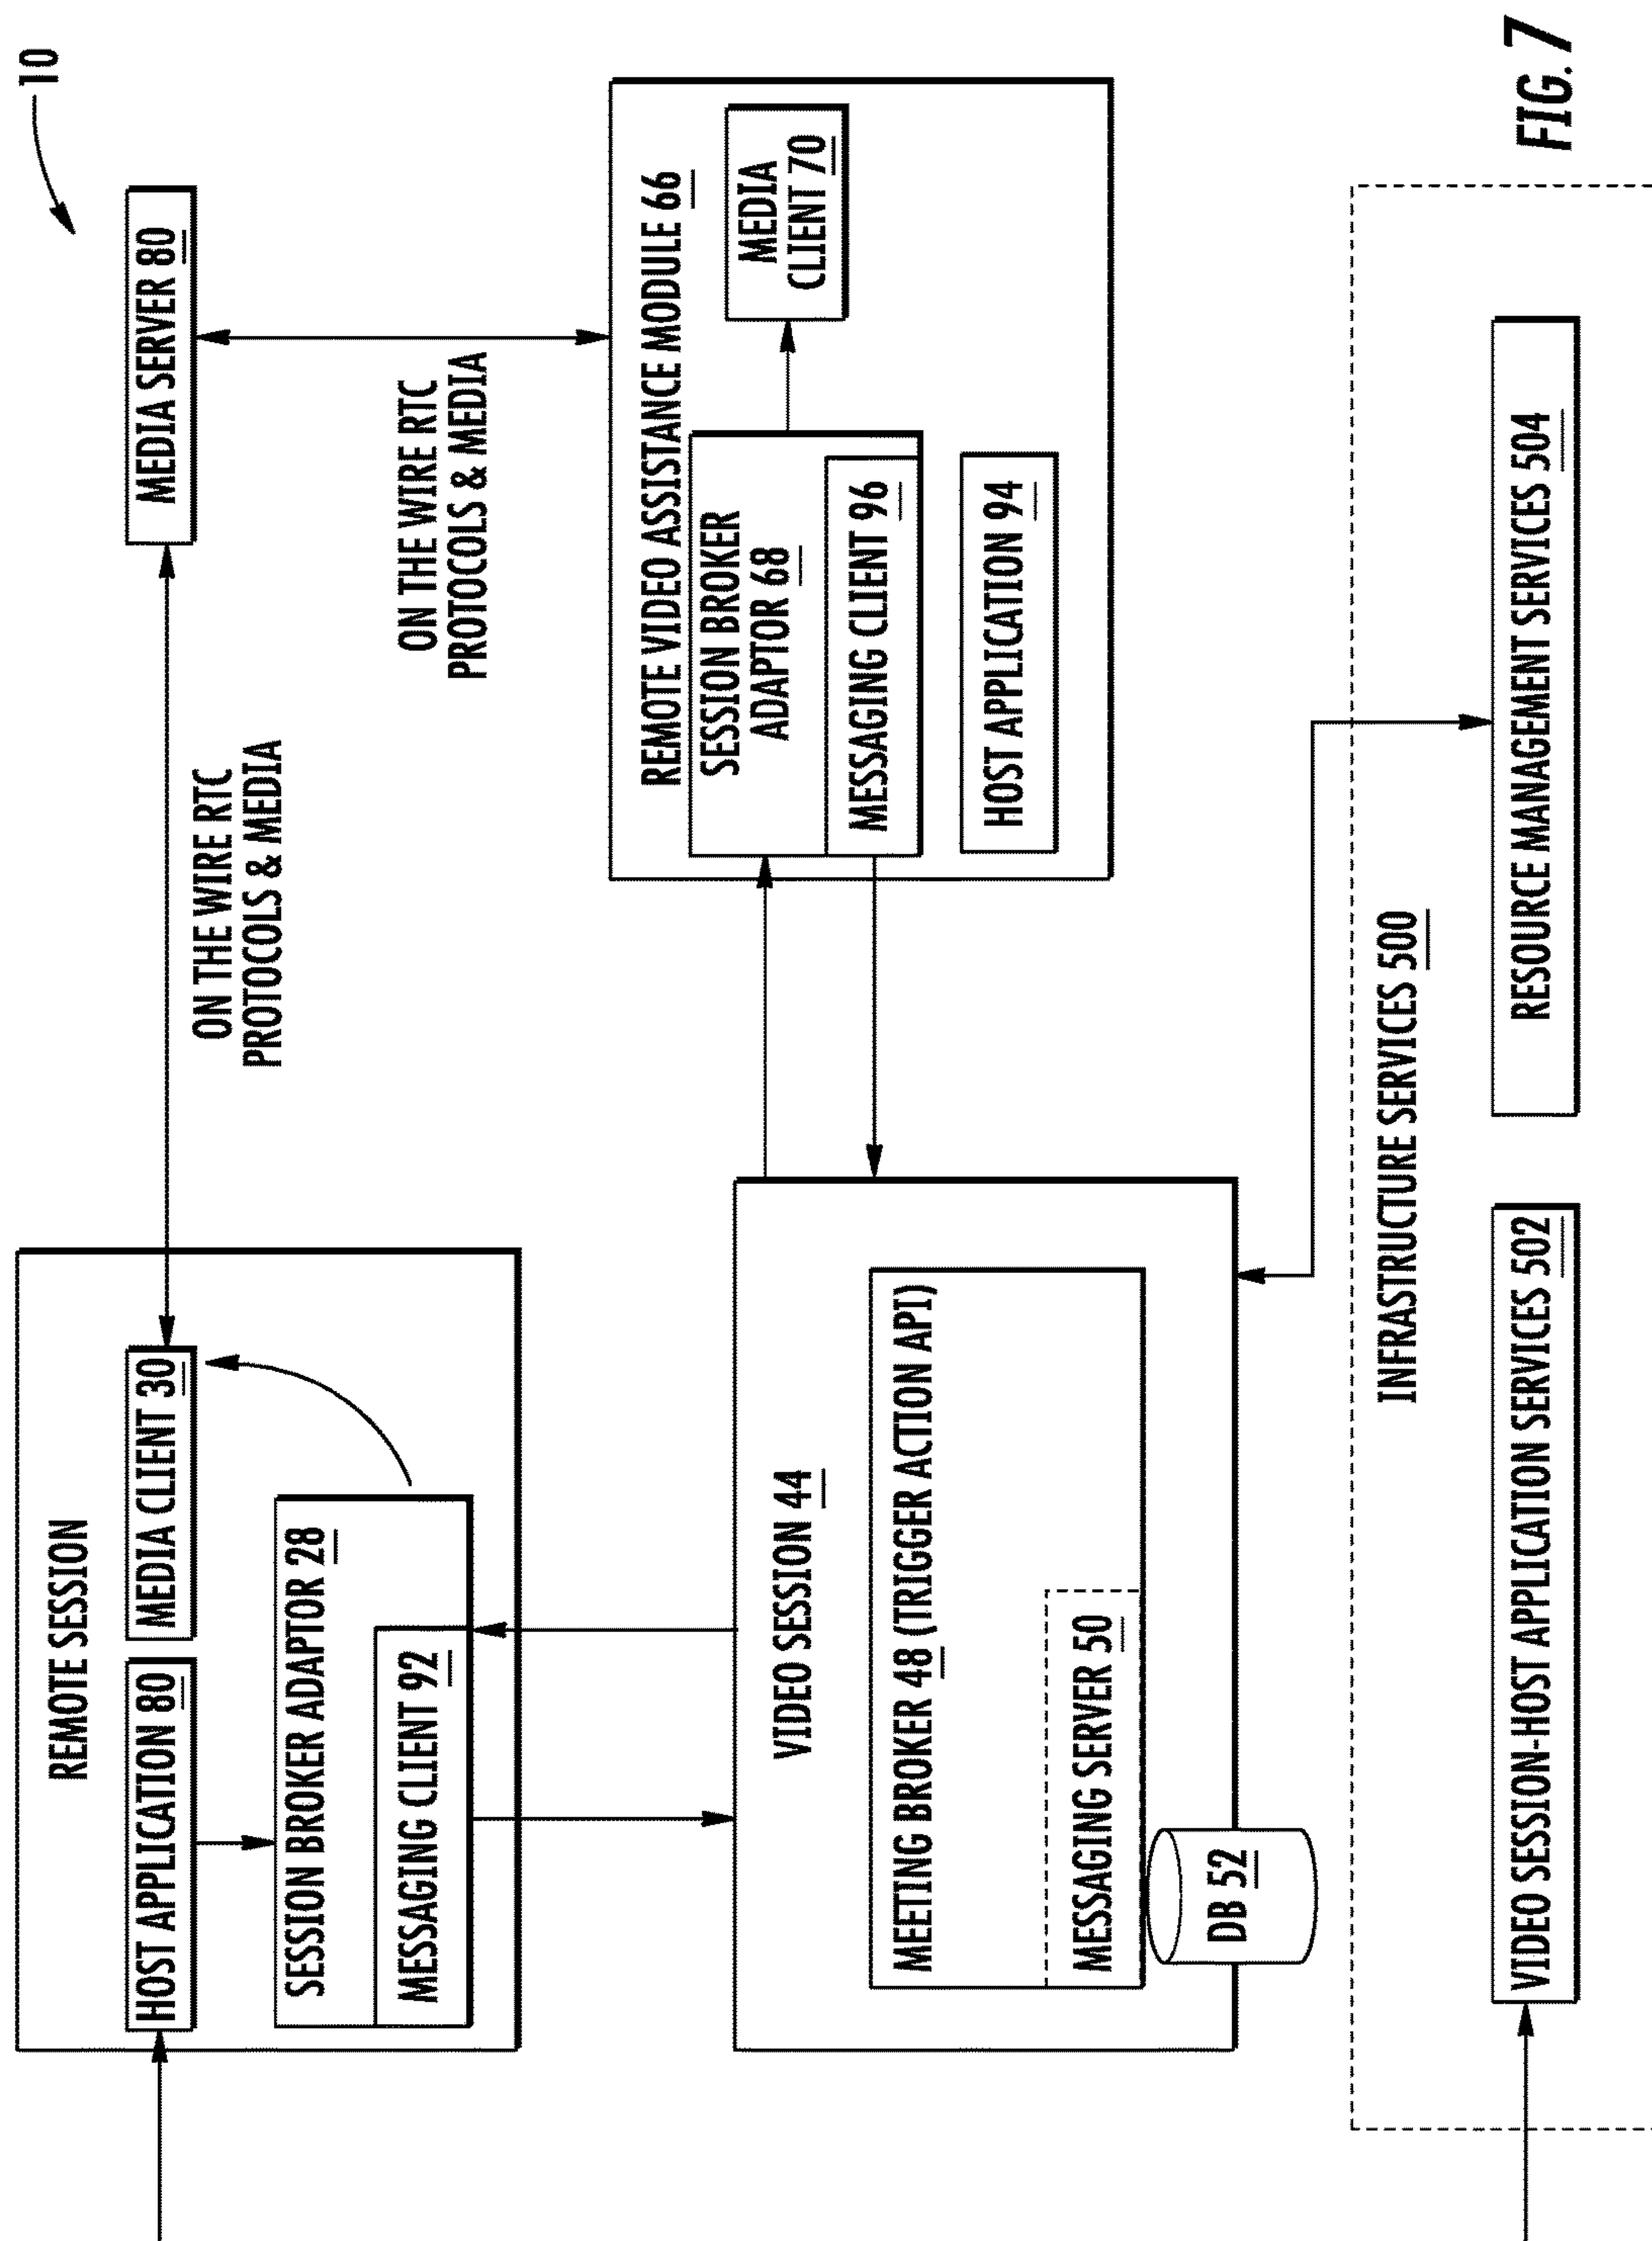 10
REMOTE SESSION
HOST APPLICATION 80
MEDIA CLIENT 30
SESSION BROKER ADAPTOR 28
MESSAGING CLIENT 92
ON THE WIRE RTC
PROTOCOLS & MEDIA
MEDIA SERVER 80
ON THE WIRE RTC
PROTOCOLS & MEDIA
VIDEO SESSION 44
MEETING BROKER 48 (TRIGGER ACTION API)
MESSAGING SERVER 50
DB 52
REMOTE VIDEO ASSISTANCE MODULE 66
SESSION BROKER
ADAPTOR 68
MESSAGING CLIENT 96
MEDIA
CLIENT 70
HOST APPLICATION 94
INFRASTRUCTURE SERVICES 500
VIDEO SESSION-HOST APPLICATION SERVICES 502
RESOURCE MANAGEMENT SERVICES 504
FIG. 7